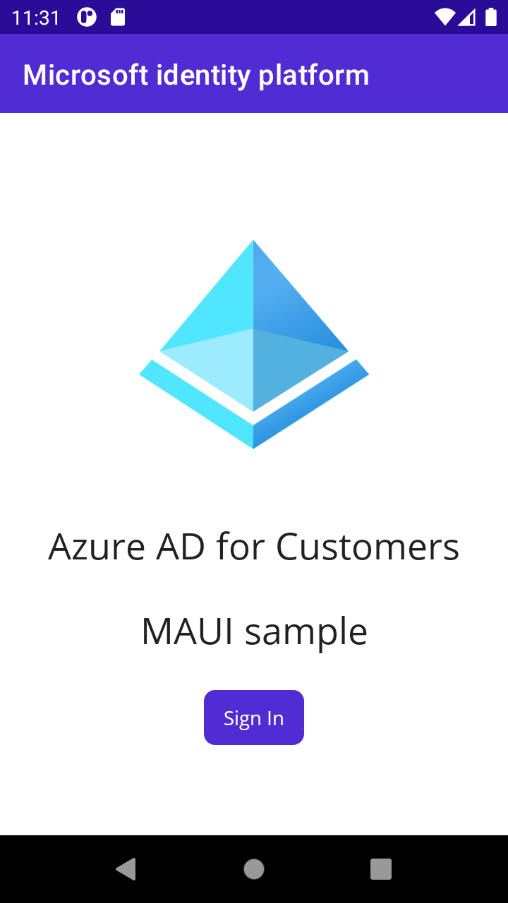 11:31
Microsoft identity platform
Azure AD for Customers
MAUI sample
Sign In